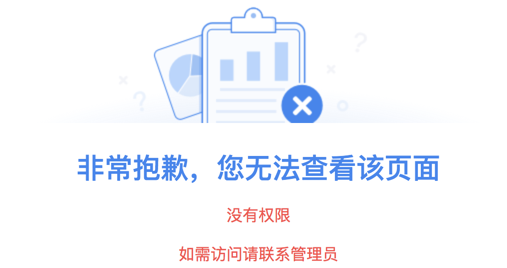 非常抱歉，您无法查看该页面
没有权限
如需访问请联系管理员